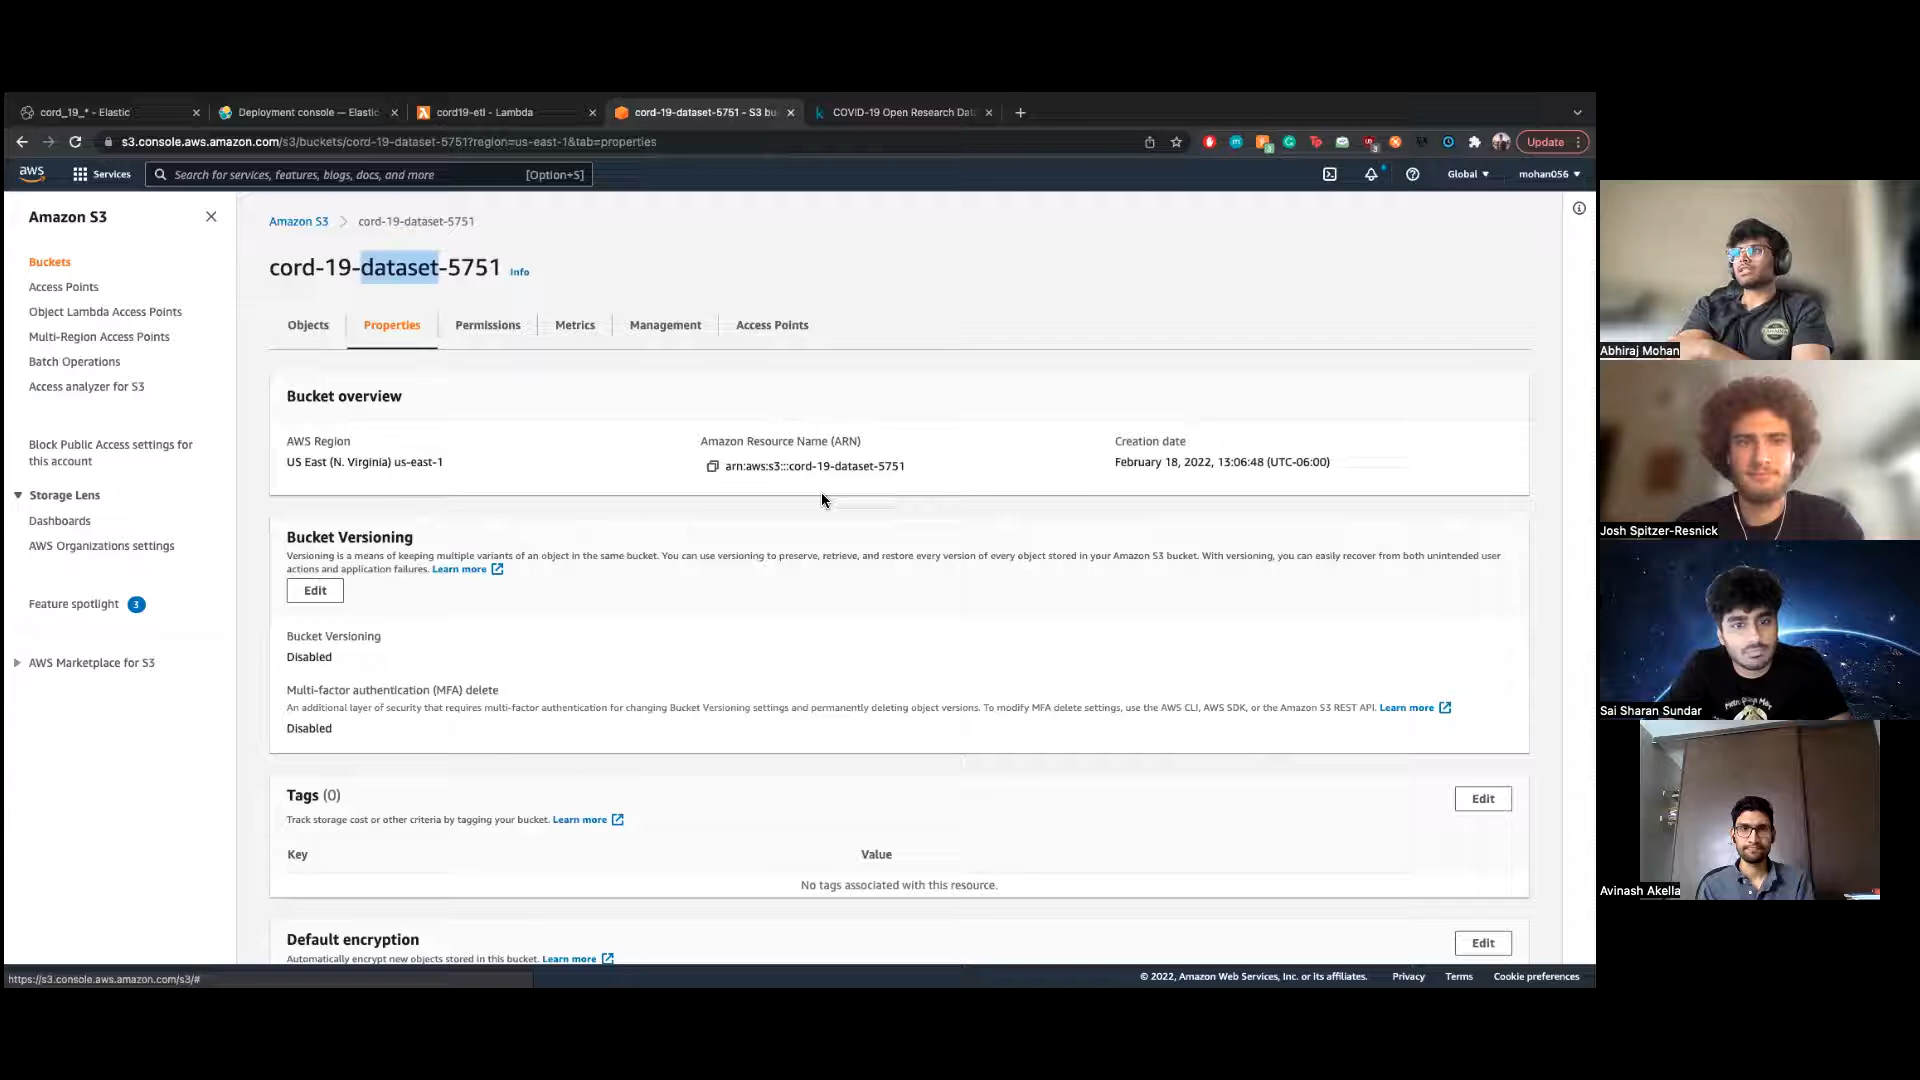 cord_19_* - Elastic
Deployment console — Elastic
cord19-etl - Lambda
cord-19-dataset-5751 - S3 bu
COVID-19 Open Research Dat
s3.console.aws.amazon.com/s3/buckets/cord-19-dataset-5751?region=us-east-1&tab=properties
Update
aws
Services
Search for services, features, blogs, docs, and more
[Option+S]
Global
mohan056
Amazon S3
Buckets
Access Points
Object Lambda Access Points
Multi-Region Access Points
Batch Operations
Access analyzer for S3
Block Public Access settings for
this account
Storage Lens
Dashboards
AWS Organizations settings
Feature spotlight 3
AWS Marketplace for S3
Amazon S3 > cord-19-dataset-5751
cord-19-dataset-5751 Info
Objects
Properties
Permissions
Metrics
Management
Access Points
Bucket overview
AWS Region
US East (N. Virginia) us-east-1
Amazon Resource Name (ARN)
arn:aws:s3:::cord-19-dataset-5751
Creation date
February 18, 2022, 13:06:48 (UTC-06:00)
Bucket Versioning
Versioning is a means of keeping multiple variants of an object in the same bucket. You can use versioning to preserve, retrieve, and restore every version of every object stored in your Amazon S3 bucket. With versioning, you can easily recover from both unintended user
actions and application failures. Learn more
Edit
Bucket Versioning
Disabled
Multi-factor authentication (MFA) delete
An additional layer of security that requires multi-factor authentication for changing Bucket Versioning settings and permanently deleting object versions. To modify MFA delete settings, use the AWS CLI, AWS SDK, or the Amazon S3 REST API. Learn more
Disabled
Tags (0)
Edit
Track storage cost or other criteria by tagging your bucket. Learn more
Key
Value
No tags associated with this resource.
Default encryption
Edit
Automatically encrypt new objects stored in this bucket. Learn more
https://s3.console.aws.amazon.com/s3/#
© 2022, Amazon Web Services, Inc. or its affiliates.
Privacy
Terms
Cookie preferences
Abhiraj Mohan
Josh Spitzer-Resnick
Sai Sharan Sundar
Avinash Akella